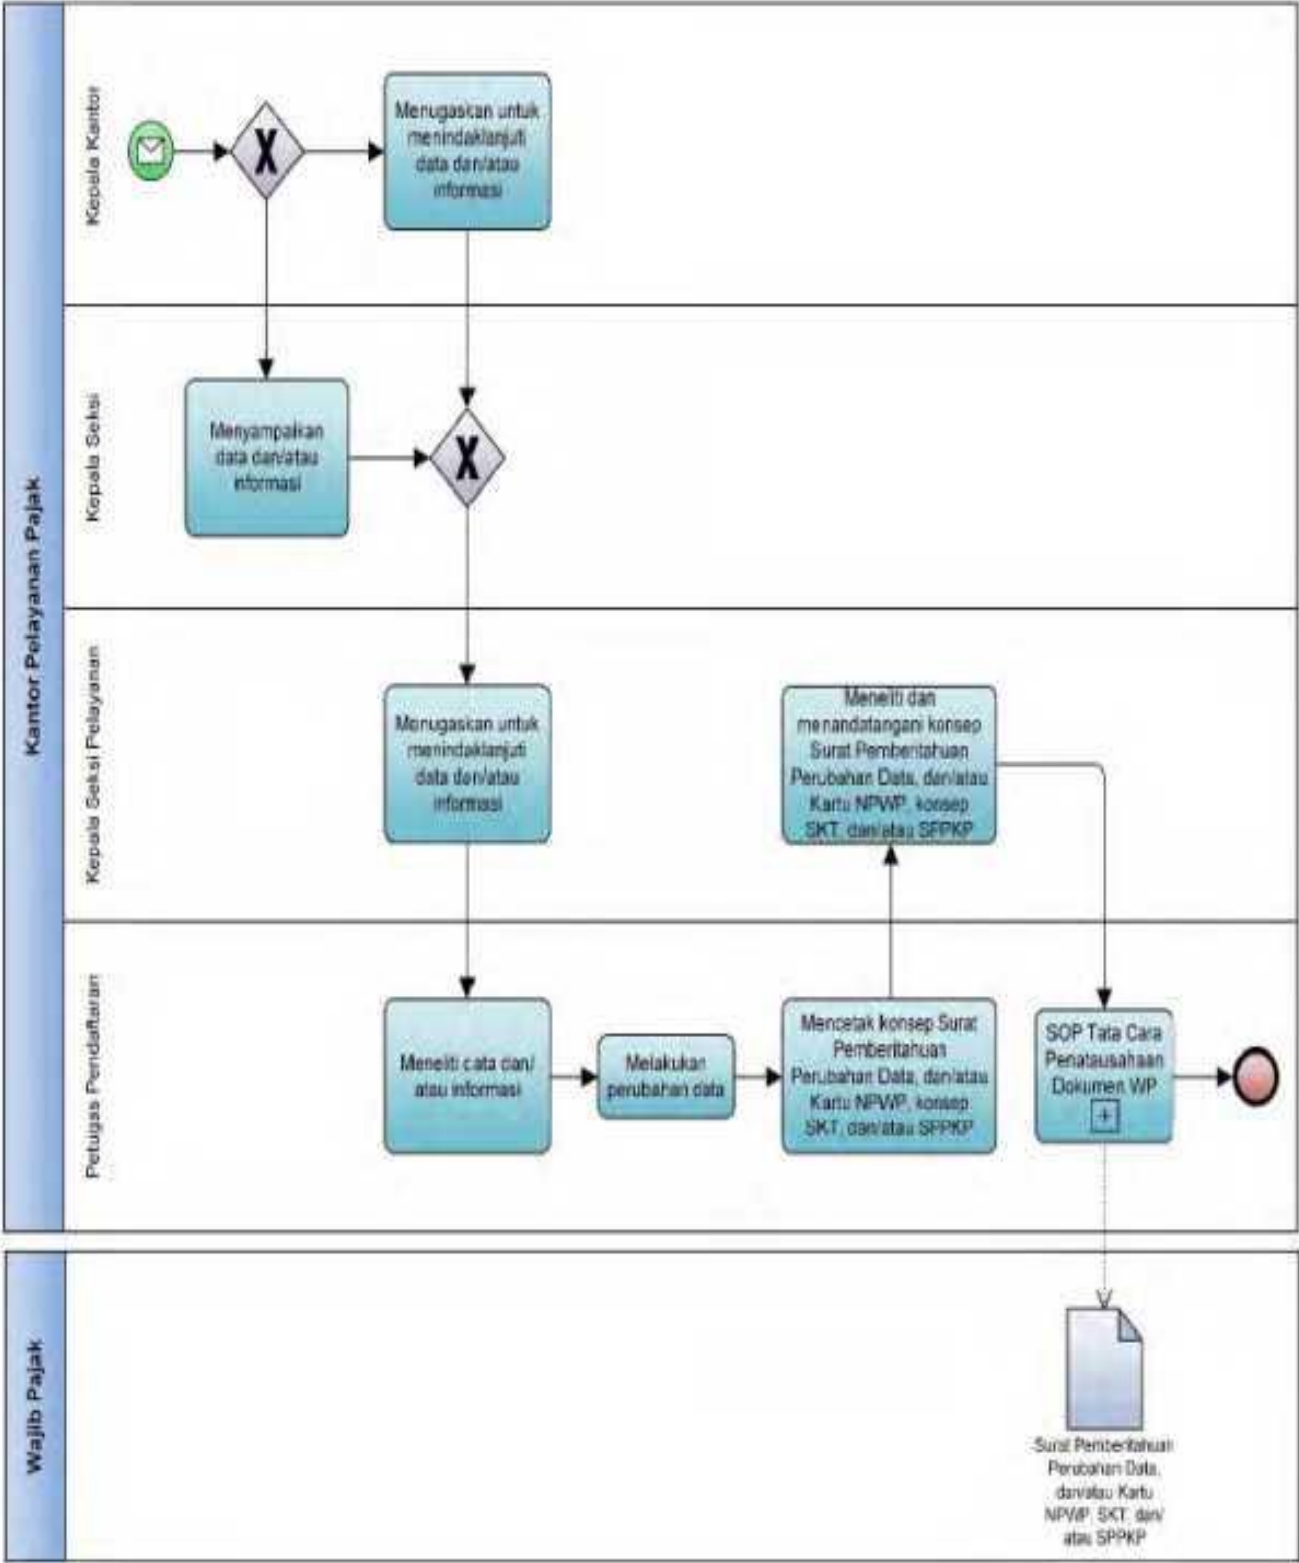 Kantor Pelayanan Pajak
Kepala Kantor
X
Menugaskan untuk
menindaklanjuti
data dan/atau
informasi
Kepala Seksi
Menyampaikan
data dan/atau
informasi
X
Kepala Seksi Pelayanan
Menugaskan untuk
menindaklanjuti
data dan/atau
informasi
Meneliti dan
menandatangani konsep
Surat Pemberitahuan
Perubahan Data, dan/atau
Kartu NPWP, konsep
SKT, dan/atau SPPKP
Petugas Pendaftaran
Meneliti cata dan/
atau informasi
Melakukan
perubahan data
Mencetak konsep Surat
Pemberitahuan
Perubahan Data, dan/atau
Kartu NPWP, konsep
SKT, dan/atau SPPKP
SOP Tata Cara
Penatausahaan
Dokumen WP
+
Wajib Pajak
Surat Pemberitahuan
Perubahan Data,
dan/atau Kartu
NPWP, SKT, dan/
atau SPPKP